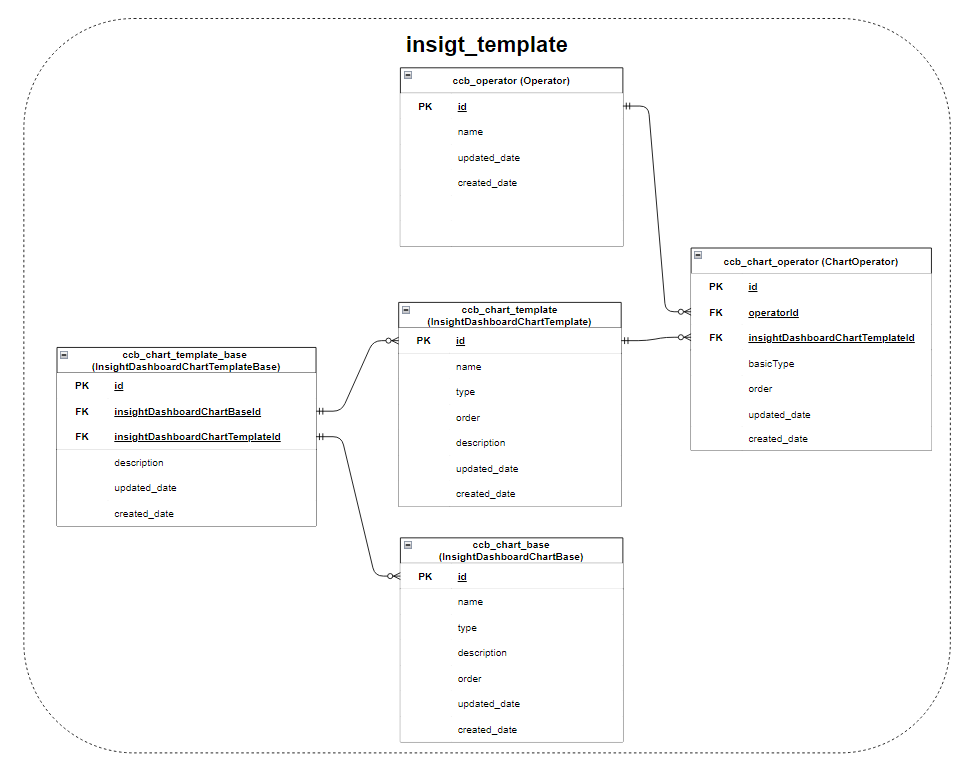 insigt_template
ccb_operator (Operator)
PK id
name
updated_date
created_date
ccb_chart_operator (ChartOperator)
PK id
FK operatorId
FK insightDashboardChartTemplateId
basicType
order
updated_date
created_date
ccb_chart_template
(InsightDashboardChartTemplate)
PK id
name
type
order
description
updated_date
created_date
ccb_chart_template_base
(InsightDashboardChartTemplateBase)
PK id
FK insightDashboardChartBaseId
FK insightDashboardChartTemplateId
description
updated_date
created_date
ccb_chart_base
(InsightDashboardChartBase)
PK id
name
type
description
order
updated_date
created_date